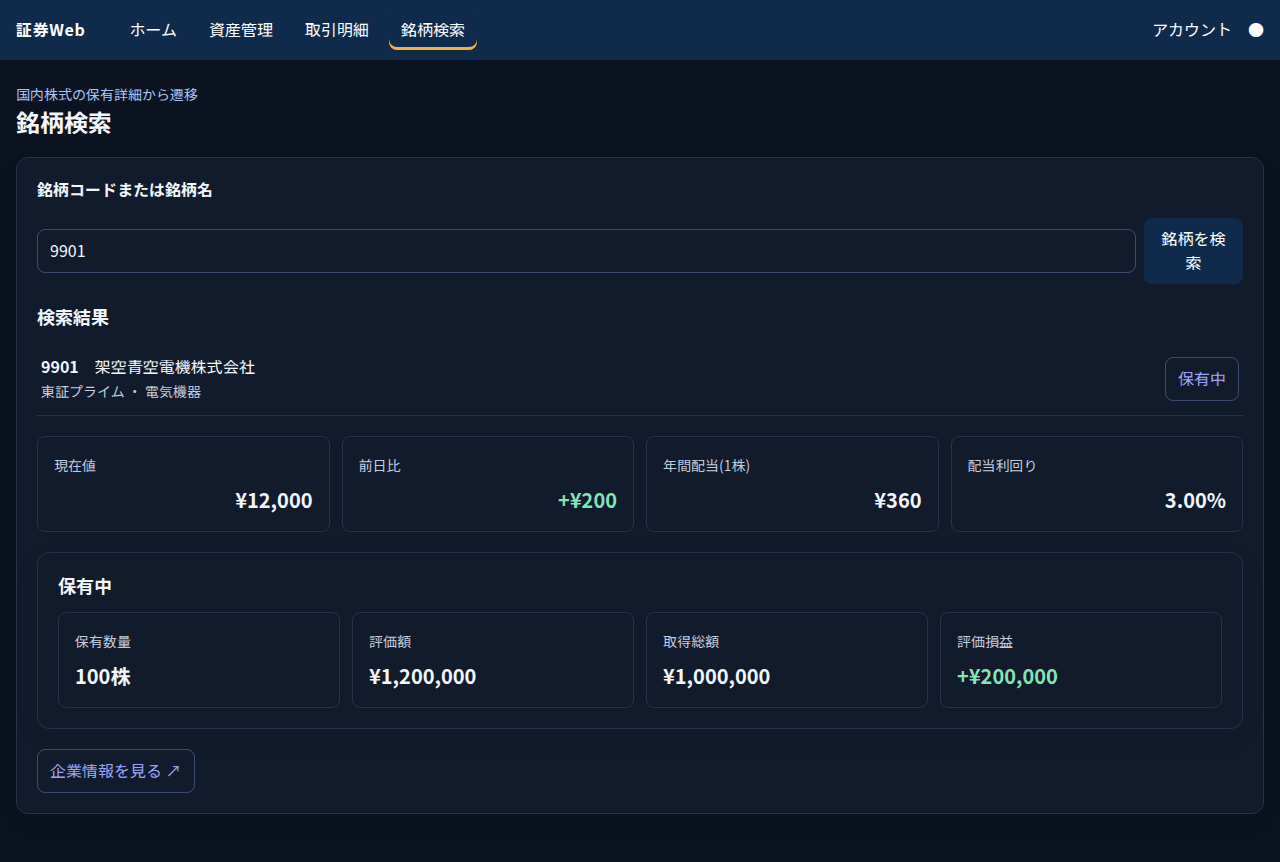 証券Web ホーム 資産管理 取引明細 銘柄検索 アカウント
国内株式の保有詳細から遷移
銘柄検索
銘柄コードまたは銘柄名
9901
銘柄を検
索
検索結果
9901 架空青空電機株式会社
東証プライム ・ 電気機器
保有中
現在値
¥12,000
前日比
+¥200
年間配当(1株)
¥360
配当利回り
3.00%
保有中
保有数量
100株
評価額
¥1,200,000
取得総額
¥1,000,000
評価損益
+¥200,000
企業情報を見る ↗